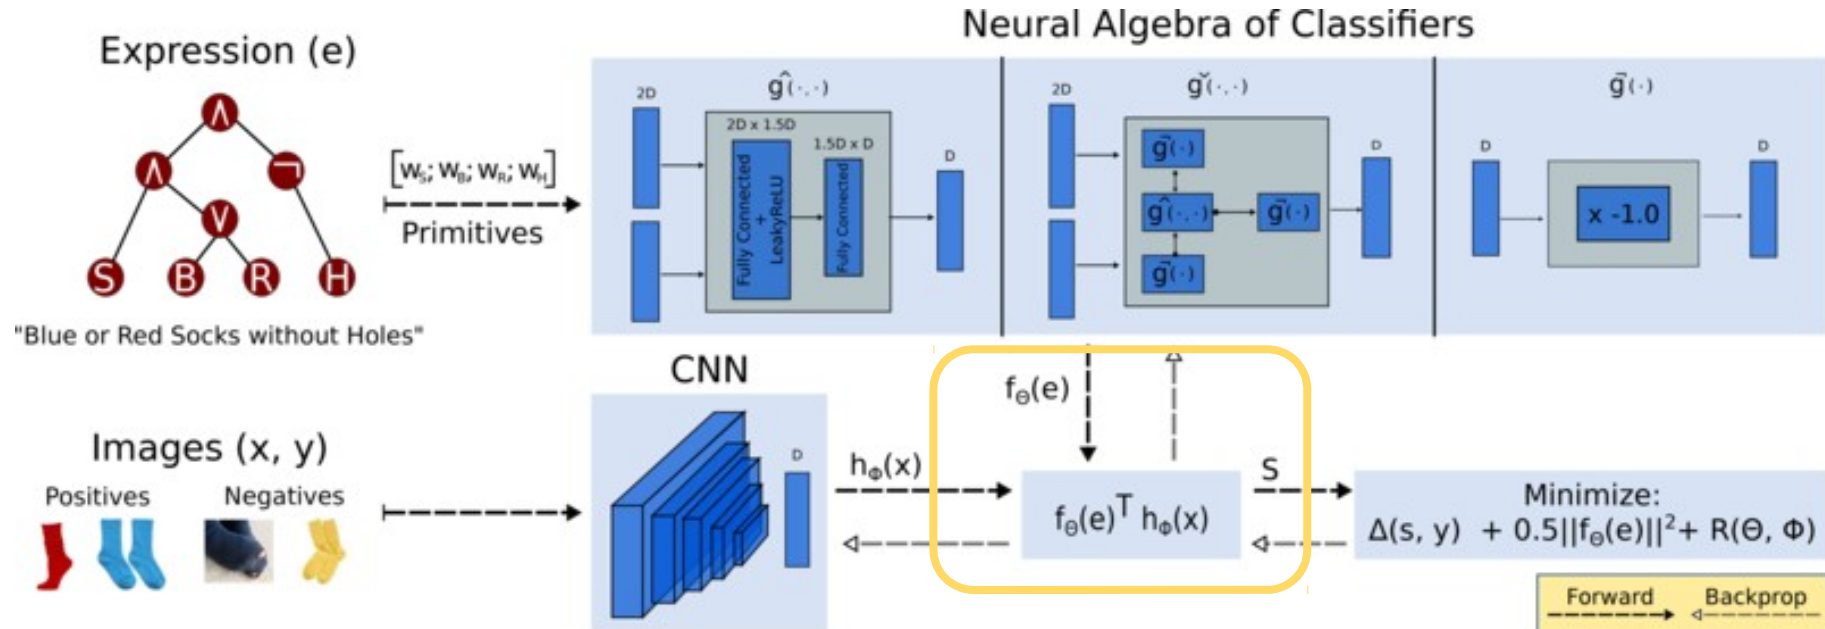 Neural Algebra of Classifiers
Expression (e)
∧
∧ ¬
∨
S B R H
"Blue or Red Socks without Holes"
[w_S; w_B; w_R; w_H]
Primitives
ĝ(·,·)
2D
2D x 1.5D
Fully Connected
+
LeakyReLU
1.5D x D
Fully Connected
D
ǧ(·,·)
2D
ḡ(·)
ĝ(·,·) ḡ(·)
ḡ(·)
D
ḡ(·)
D
x -1.0
D
CNN
D
Images (x, y)
Positives Negatives
h_Φ(x)
f_Θ(e)
f_Θ(e)ᵀ h_Φ(x)
S
Minimize:
Δ(s, y) + 0.5||f_Θ(e)||² + R(Θ, Φ)
Forward Backprop